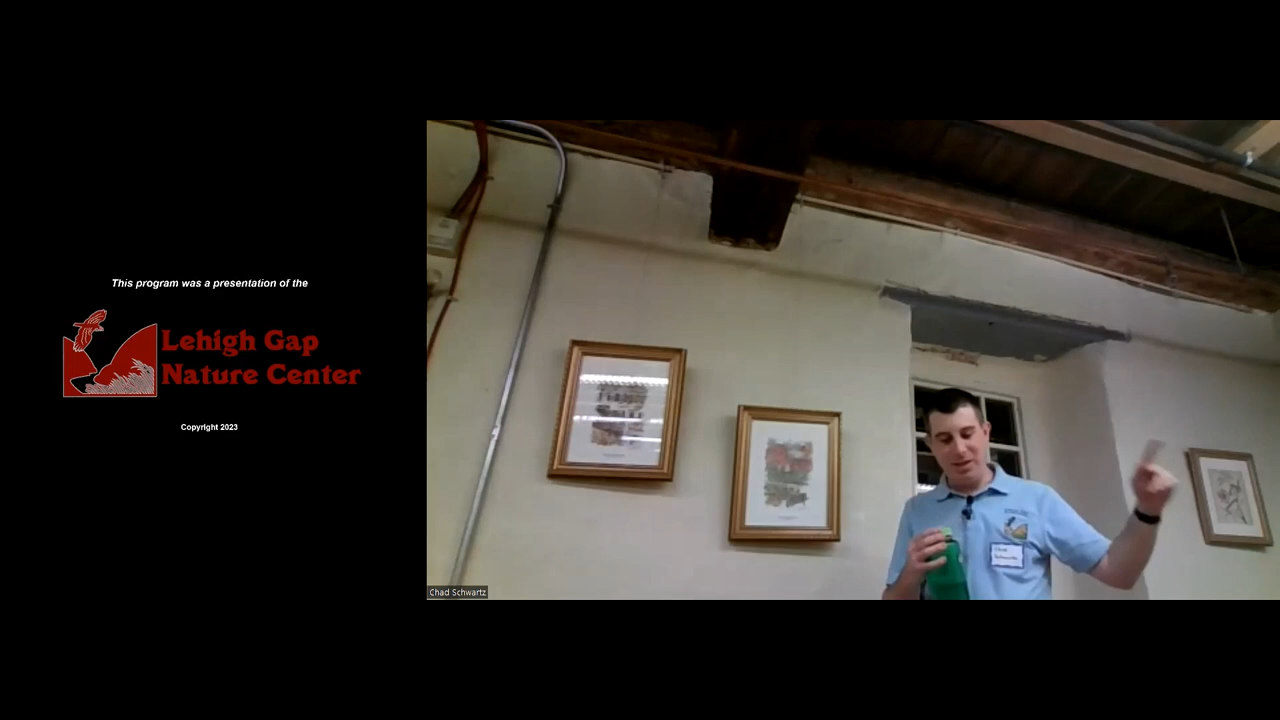 This program was a presentation of the
Lehigh Gap
Nature Center
Copyright 2023
Chad Schwartz